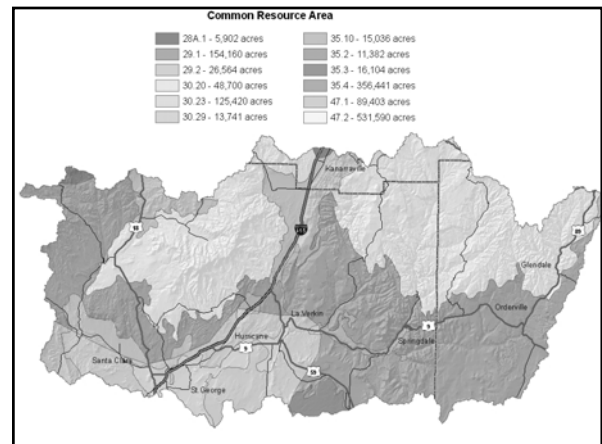 Common Resource Area
28A.1 - 5,902 acres
29.1 - 154,160 acres
29.2 - 26,564 acres
30.20 - 48,700 acres
30.23 - 125,420 acres
30.29 - 13,741 acres
35.10 - 15,036 acres
35.2 - 11,382 acres
35.3 - 16,104 acres
35.4 - 356,441 acres
47.1 - 89,403 acres
47.2 - 531,590 acres
Kanarraville
18
89
Glendale
La Verkin
Orderville
9
Hurricane
Springdale
9
Santa Clara
59
St George